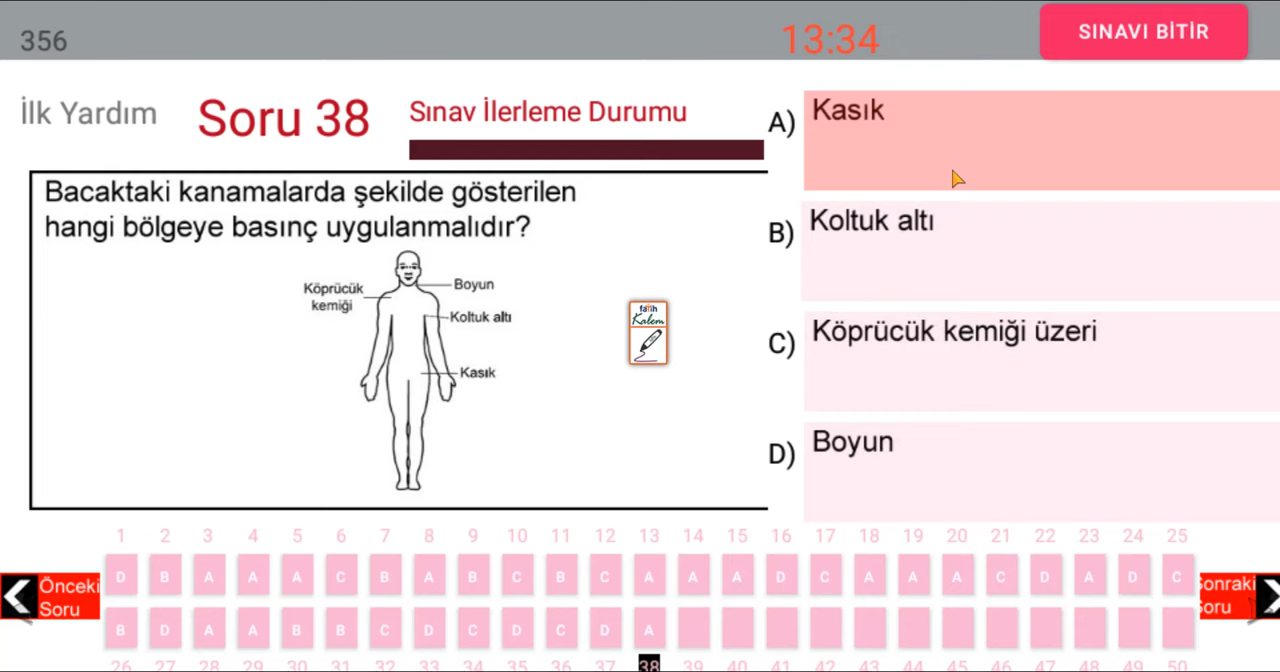 356
13:34
SINAVI BİTİR
İlk Yardım
Soru 38
Sınav İlerleme Durumu
Bacaktaki kanamalarda şekilde gösterilen
hangi bölgeye basınç uygulanmalıdır?
Köprücük
kemiği
Boyun
Koltuk altı
Kasık
fatih
Kalem
A) Kasık
B) Koltuk altı
C) Köprücük kemiği üzeri
D) Boyun
1 2 3 4 5 6 7 8 9 10 11 12 13 14 15 16 17 18 19 20 21 22 23 24 25
D B A A A C B A B C B C A A A D C A A A C D A D C
B D A A B B C D C D C D A
26 27 28 29 30 31 32 33 34 35 36 37 38 39 40 41 42 43 44 45 46 47 48 49 50
Önceki
Soru
Sonraki
Soru